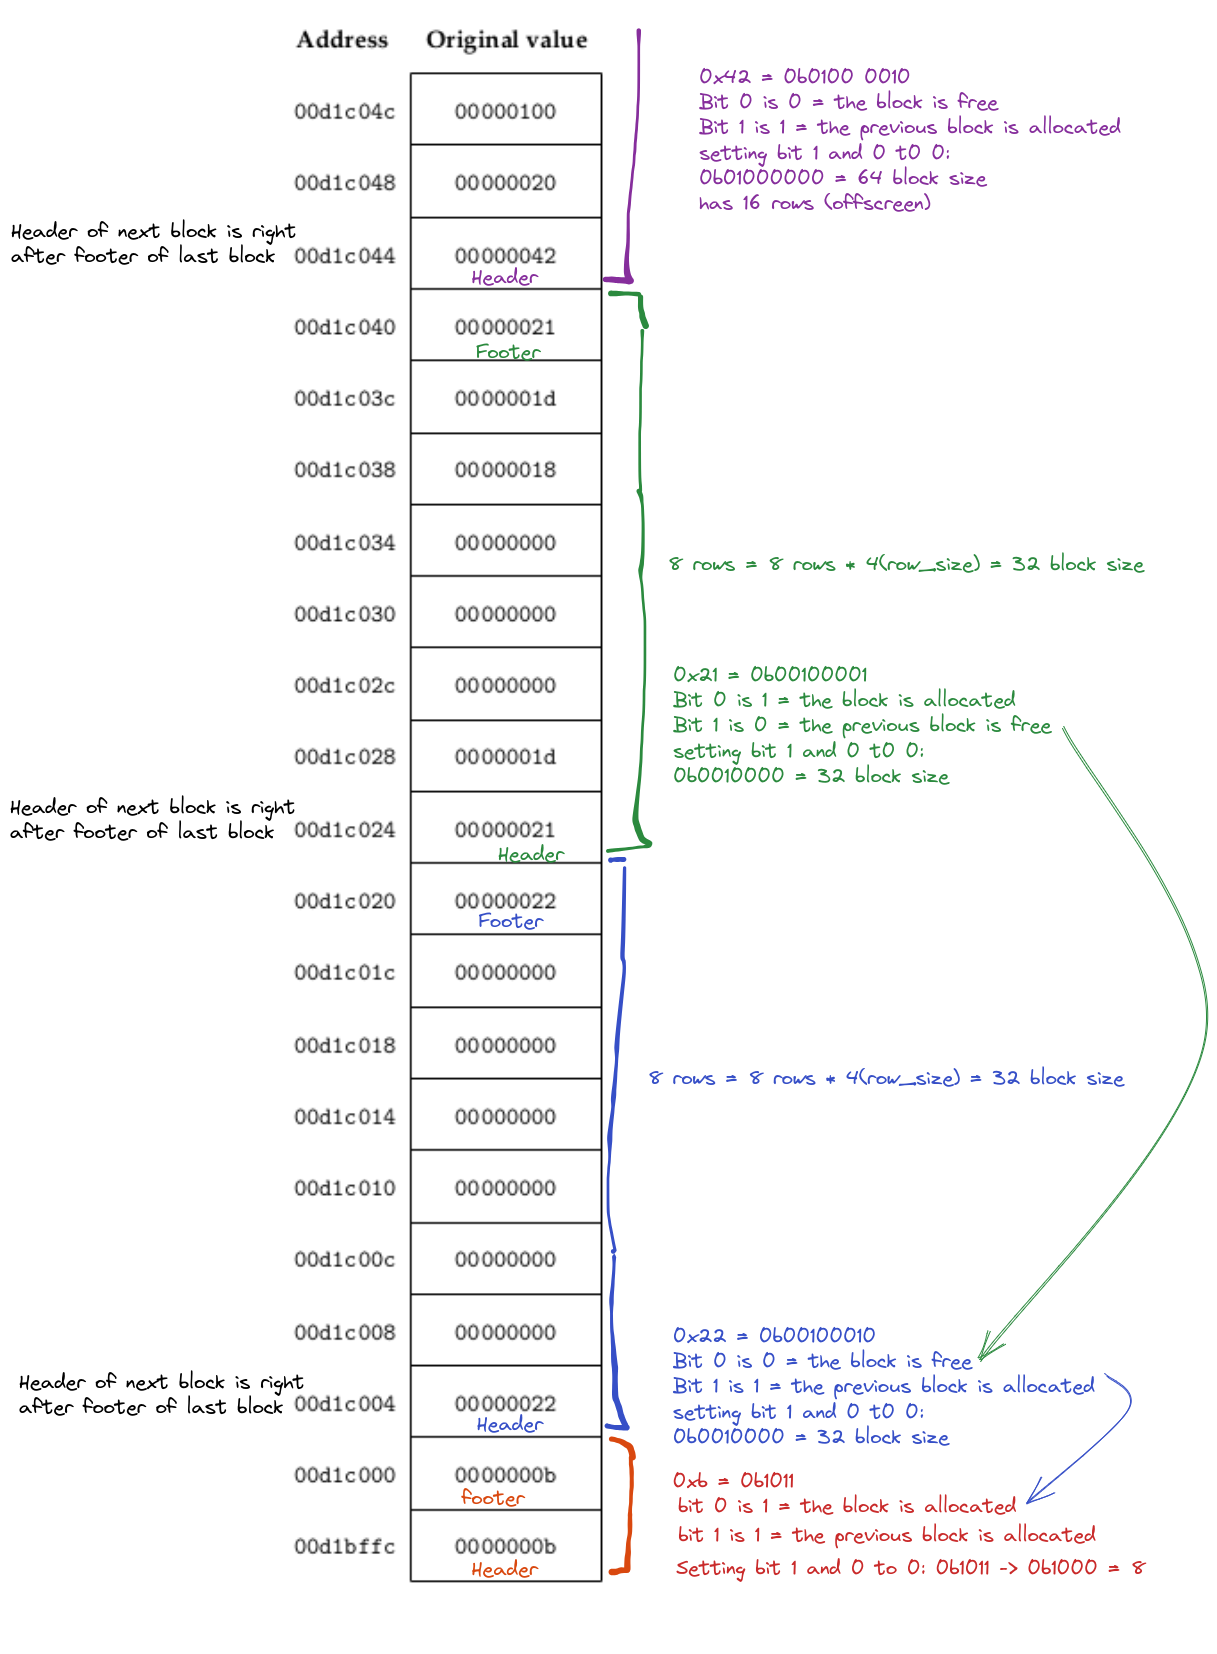 Address Original value
0x42 = 0b0100 0010
Bit 0 is 0 = the block is free
00d1c04c 00000100
Bit 1 is 1 = the previous block is allocated
setting bit 1 and 0 t0 0:
0b01000000 = 64 block size
00d1c048 00000020
has 16 rows (offscreen)
Header of next block is right
after footer of last block
00d1c044 00000042
Header
00d1c040 00000021
Footer
00d1c03c 0000001d
00d1c038 00000018
00d1c034 00000000
8 rows = 8 rows * 4(row_size) = 32 block size
00d1c030 00000000
00d1c02c 00000000
0x21 = 0b00100001
Bit 0 is 1 = the block is allocated
Bit 1 is 0 = the previous block is free
setting bit 1 and 0 t0 0:
0b0010000 = 32 block size
00d1c028 0000001d
Header of next block is right
after footer of last block
00d1c024 00000021
Header
00d1c020 00000022
Footer
00d1c01c 00000000
00d1c018 00000000
8 rows = 8 rows * 4(row_size) = 32 block size
00d1c014 00000000
00d1c010 00000000
00d1c00c 00000000
00d1c008 00000000
0x22 = 0b00100010
Bit 0 is 0 = the block is free
Bit 1 is 1 = the previous block is allocated
setting bit 1 and 0 t0 0:
0b0010000 = 32 block size
Header of next block is right
after footer of last block
00d1c004 00000022
Header
00d1c000 0000000b
footer
0xb = 0b1011
bit 0 is 1 = the block is allocated
bit 1 is 1 = the previous block is allocated
Setting bit 1 and 0 to 0: 0b1011 -> 0b1000 = 8
00d1bffc 0000000b
Header